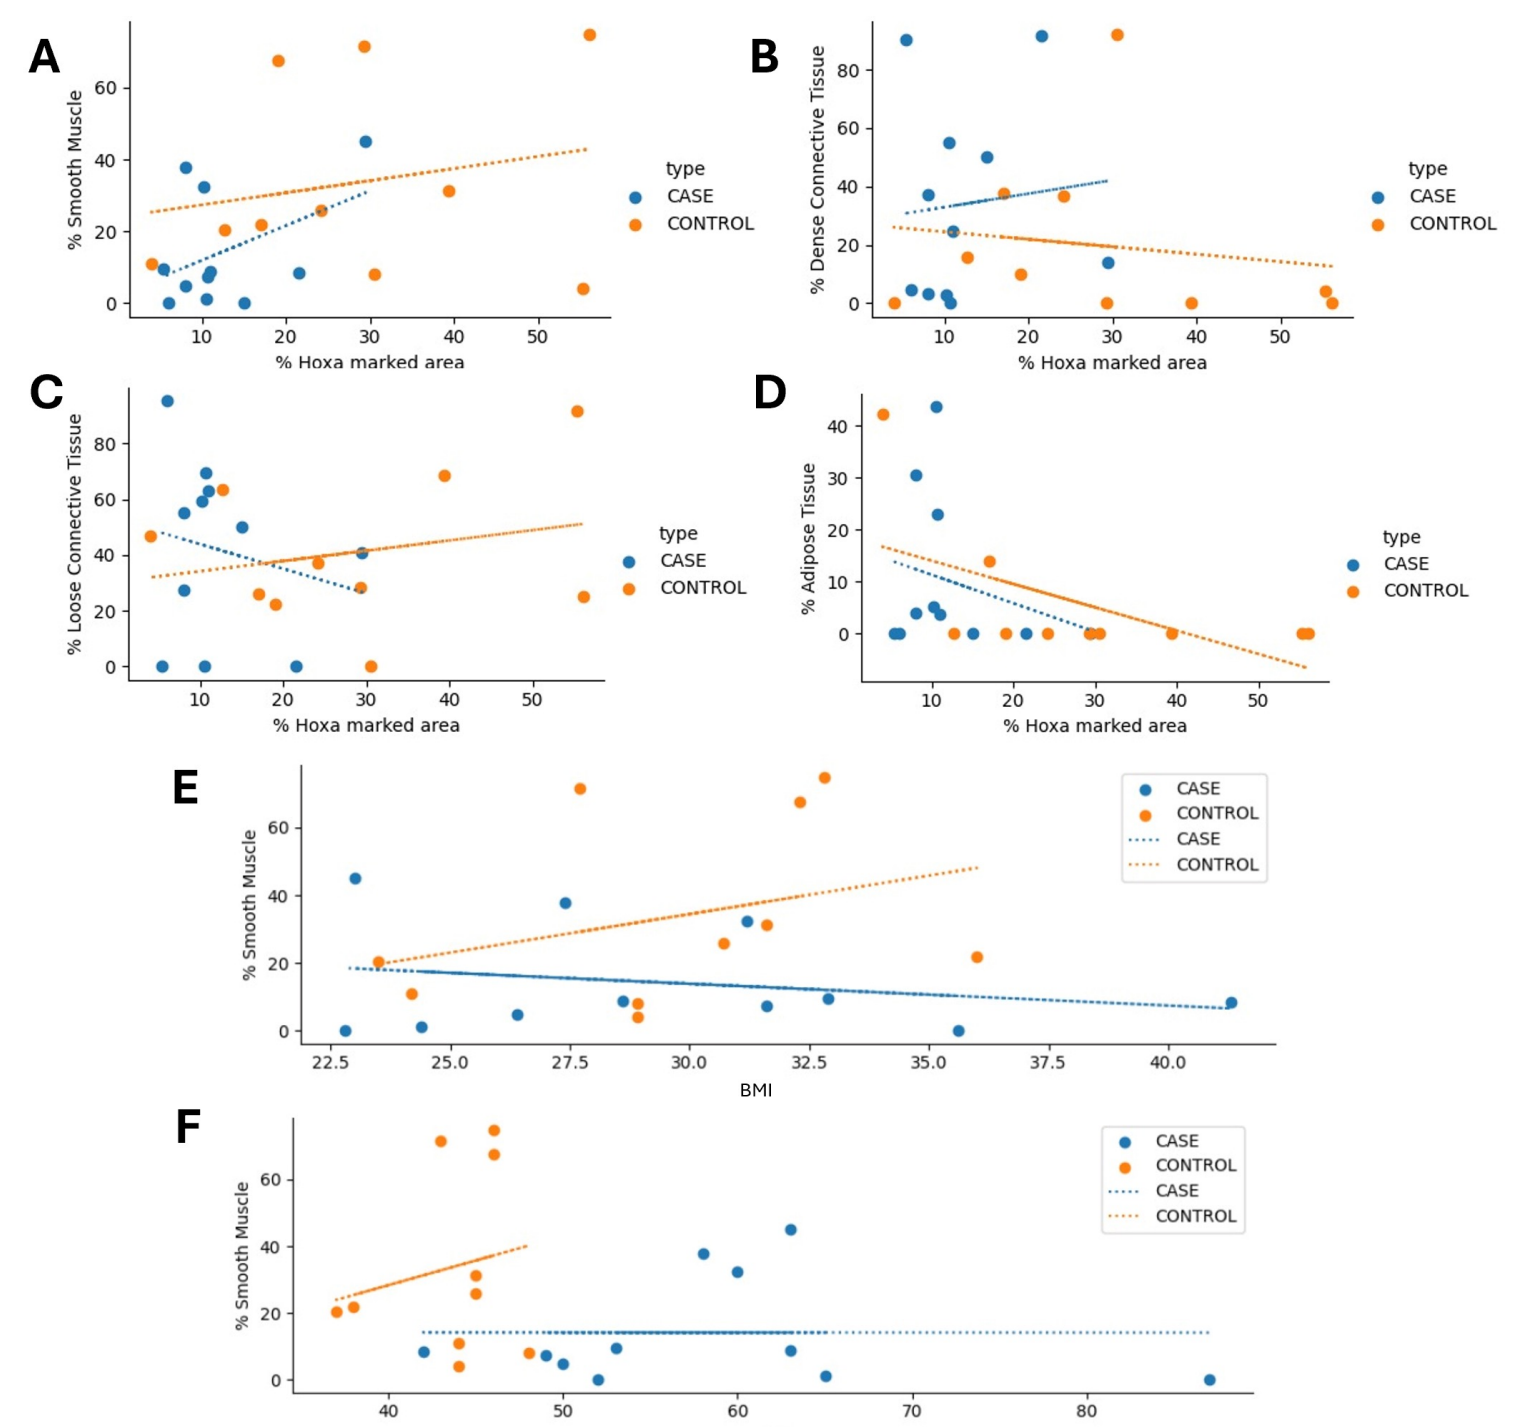 A
% Smooth Muscle
60
40
20
0
10 20 30 40 50
% Hoxa marked area
type
CASE
CONTROL
B
% Dense Connective Tissue
80
60
40
20
0
10 20 30 40 50
% Hoxa marked area
type
CASE
CONTROL
C
% Loose Connective Tissue
80
60
40
20
0
10 20 30 40 50
% Hoxa marked area
type
CASE
CONTROL
D
% Adipose Tissue
40
30
20
10
0
10 20 30 40 50
% Hoxa marked area
type
CASE
CONTROL
E
% Smooth Muscle
60
40
20
0
22.5 25.0 27.5 30.0 32.5 35.0 37.5 40.0
BMI
CASE
CONTROL
CASE
CONTROL
F
% Smooth Muscle
60
40
20
0
40 50 60 70 80
CASE
CONTROL
CASE
CONTROL